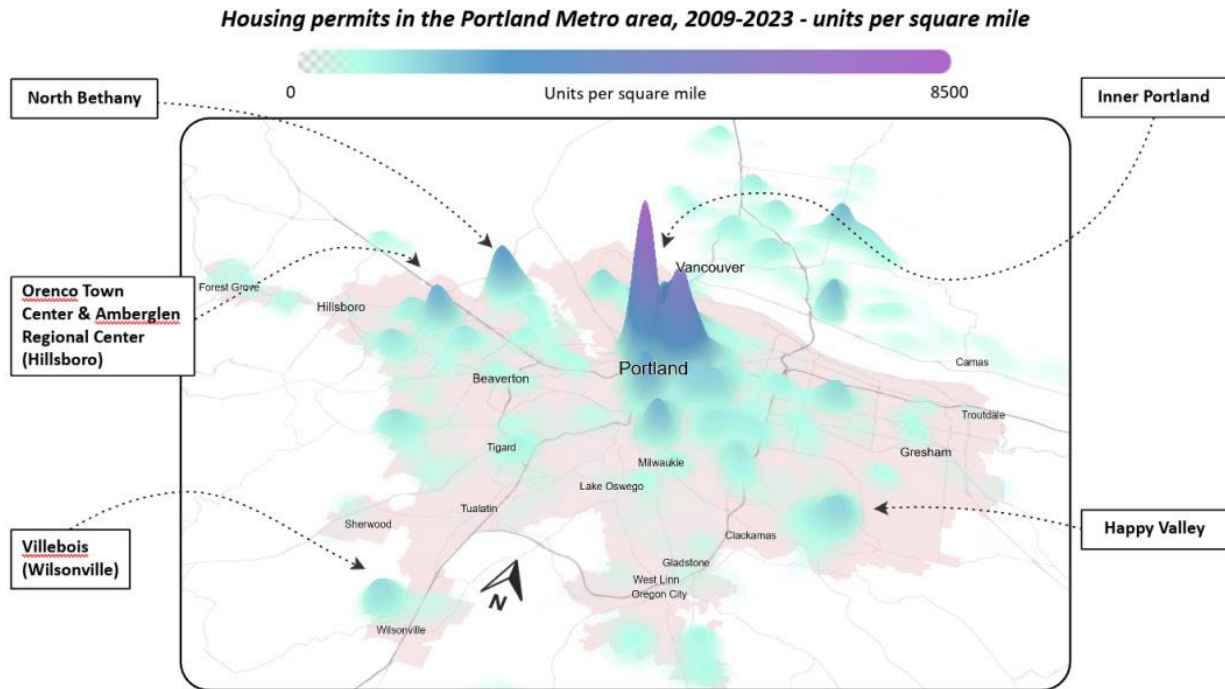 Housing permits in the Portland Metro area, 2009-2023 - units per square mile
0
Units per square mile
8500
North Bethany
Inner Portland
Orenco Town
Center & Amberglen
Regional Center
(Hillsboro)
Forest Grove
Hillsboro
Vancouver
Portland
Beaverton
Camas
Troutdale
Tigard
Gresham
Milwaukie
Lake Oswego
Tualatin
Sherwood
Clackamas
Happy Valley
Villebois
(Wilsonville)
Gladstone
West Linn
Oregon City
N
Wilsonville